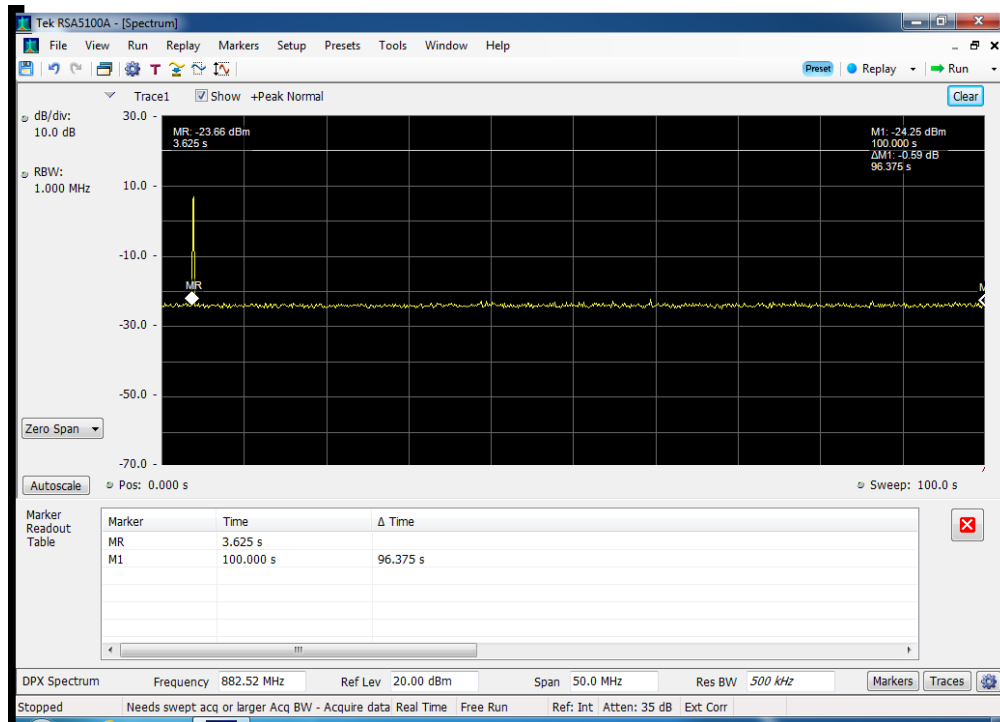 Tek RSA5100A - [Spectrum]
File View Run Replay Markers Setup Presets Tools Window Help
T Preset Replay Run
Trace1 Show +Peak Normal Clear
dB/div:
10.0 dB
RBW:
1.000 MHz
30.0
10.0
-10.0
-30.0
-50.0
-70.0
MR: -23.66 dBm
3.625 s
M1: -24.25 dBm
100.000 s
ΔM1: -0.59 dB
96.375 s
MR
M
Zero Span
Autoscale Pos: 0.000 s Sweep: 100.0 s
Marker
Readout
Table
Marker Time Δ Time
MR 3.625 s
M1 100.000 s 96.375 s
DPX Spectrum Frequency 882.52 MHz Ref Lev 20.00 dBm Span 50.0 MHz Res BW 500 kHz Markers Traces
Stopped Needs swept acq or larger Acq BW - Acquire data Real Time Free Run Ref: Int Atten: 35 dB Ext Corr